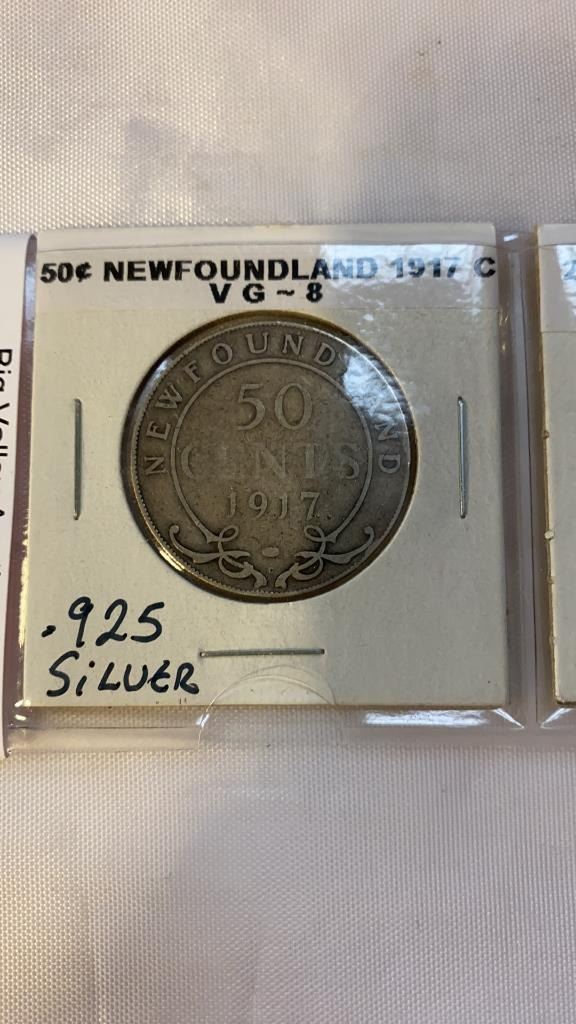 50¢ NEWFOUNDLAND 1917 C
VG~8
NEWFOUNDLAND
50
CENTS
1917
.925
SILVER